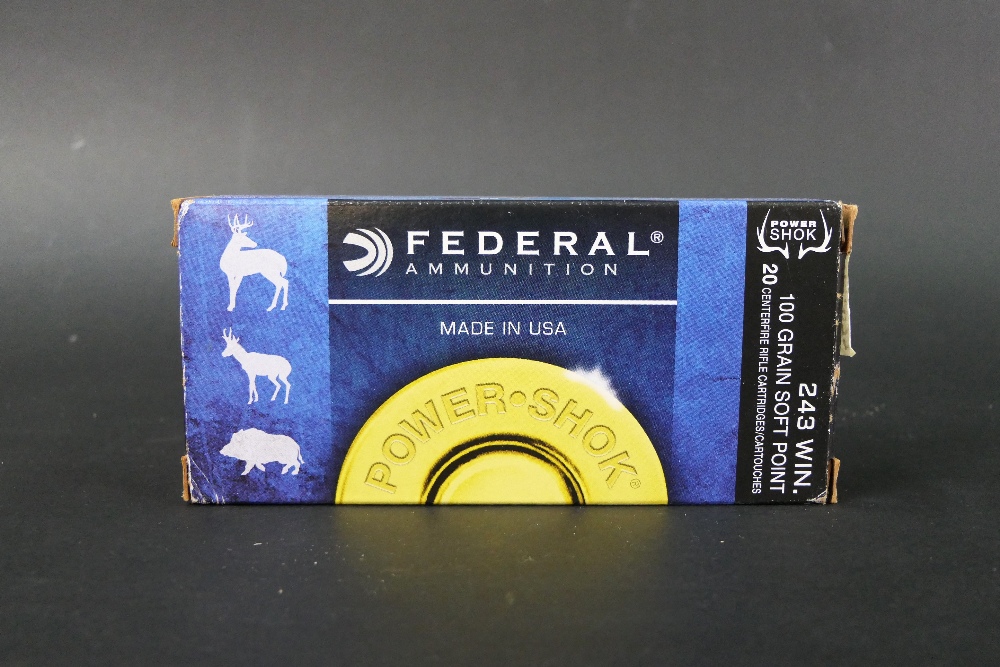 FEDERAL®
AMMUNITION
MADE IN USA
POWER•SHOK®
POWER
SHOK
243 WIN.
100 GRAIN SOFT POINT
20 CENTERFIRE RIFLE CARTRIDGES/CARTOUCHES